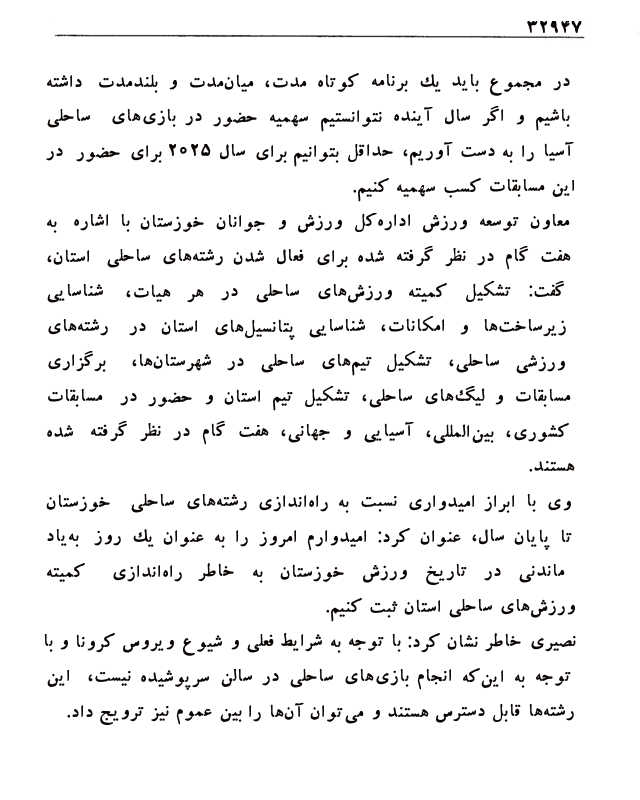 ۳۲۹۴۷
در مجموع باید یك برنامه کوتاه مدت، میان‌مدت و بلندمدت داشته
باشیم و اگر سال آینده نتوانستیم سهمیه حضور در بازی‌های ساحلی
آسیا را به دست آوریم، حداقل بتوانیم برای سال ۲۰۲۵ برای حضور در
این مسابقات کسب سهمیه کنیم.
معاون توسعه ورزش اداره‌کل ورزش و جوانان خوزستان با اشاره به
هفت گام در نظر گرفته شده برای فعال شدن رشته‌های ساحلی استان،
گفت: تشکیل کمیته ورزش‌های ساحلی در هر هیات، شناسایی
زیرساخت‌ها و امکانات، شناسایی پتانسیل‌های استان در رشته‌های
ورزشی ساحلی، تشکیل تیم‌های ساحلی در شهرستان‌ها، برگزاری
مسابقات و لیگ‌های ساحلی، تشکیل تیم استان و حضور در مسابقات
کشوری، بین‌المللی، آسیایی و جهانی، هفت گام در نظر گرفته شده
هستند.
وی با ابراز امیدواری نسبت به راه‌اندازی رشته‌های ساحلی خوزستان
تا پایان سال، عنوان کرد: امیدوارم امروز را به عنوان یك روز به‌یاد
ماندنی در تاریخ ورزش خوزستان به خاطر راه‌اندازی کمیته
ورزش‌های ساحلی استان ثبت کنیم.
نصیری خاطر نشان کرد: با توجه به شرایط فعلی و شیوع ویروس کرونا و با
توجه به این‌که انجام بازی‌های ساحلی در سالن سرپوشیده نیست، این
رشته‌ها قابل دسترس هستند و می‌توان آن‌ها را بین عموم نیز ترویج داد.